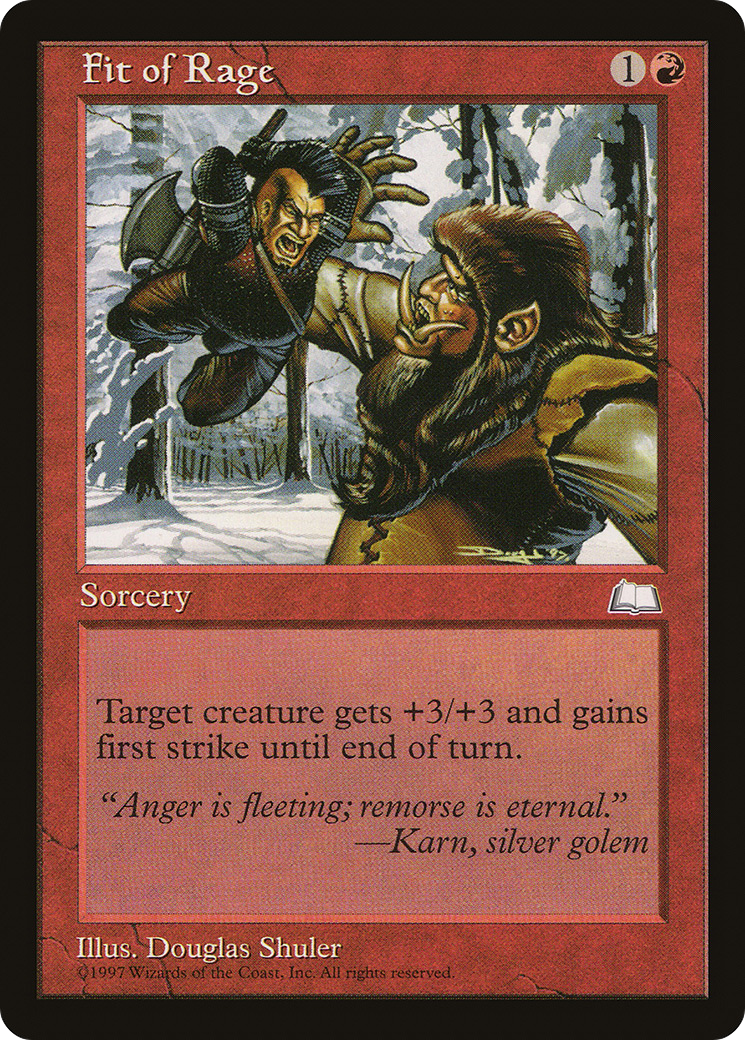 Fit of Rage
1
Sorcery
Target creature gets +3/+3 and gains
first strike until end of turn.
“Anger is fleeting; remorse is eternal.”
—Karn, silver golem
Illus. Douglas Shuler
©1997 Wizards of the Coast, Inc. All rights reserved.